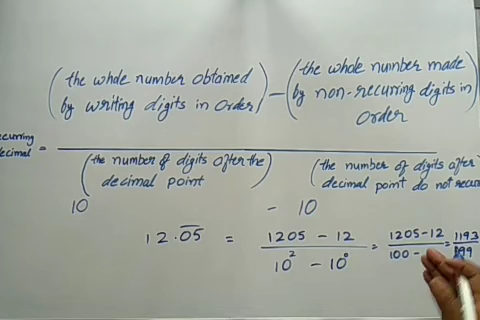 (the whole number obtained by writing digits in order) − (the whole number made by non-recurring digits in order)
ecurring decimal =
10 (the number of digits after the decimal point) − 10 (the number of digits after decimal point do not recur
12.0̅5̅ = 1205 − 12 / 10² − 10⁰ = 1205−12 / 100 − = 1193 / 99